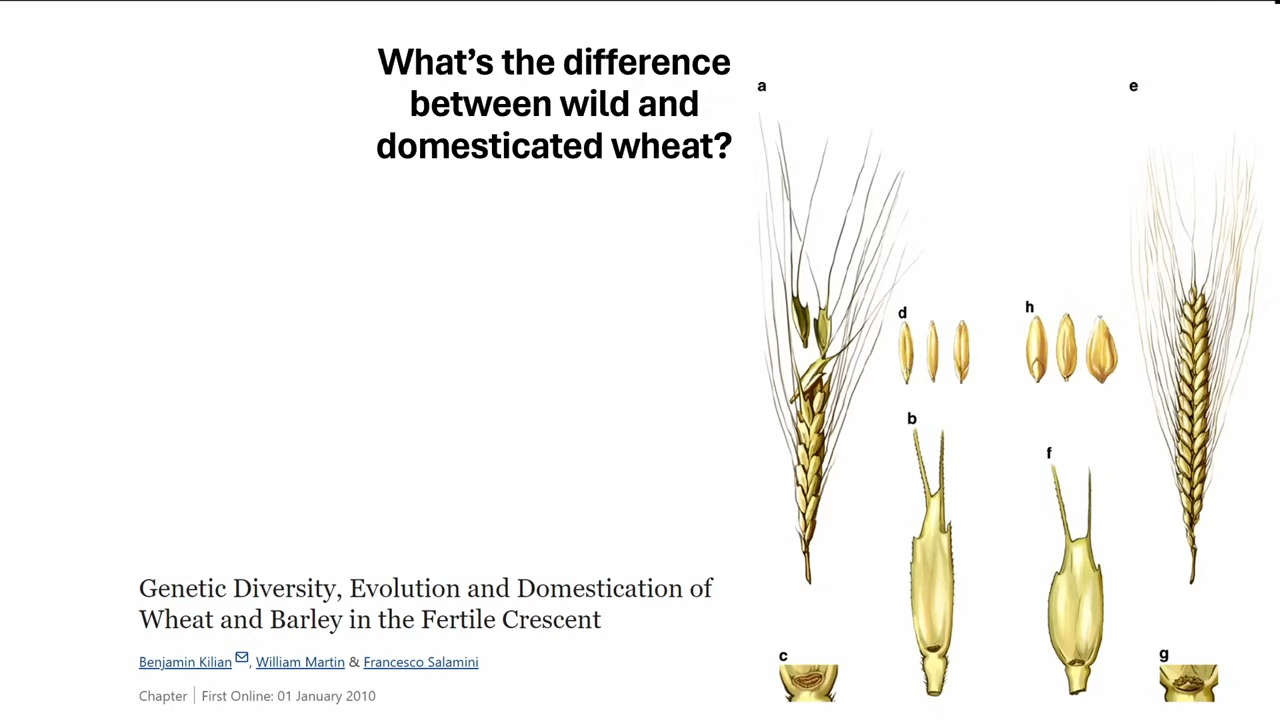 What’s the difference
between wild and
domesticated wheat?
a
e
d
h
b
f
c
g
Genetic Diversity, Evolution and Domestication of
Wheat and Barley in the Fertile Crescent
Benjamin Kilian, William Martin & Francesco Salamini
Chapter | First Online: 01 January 2010